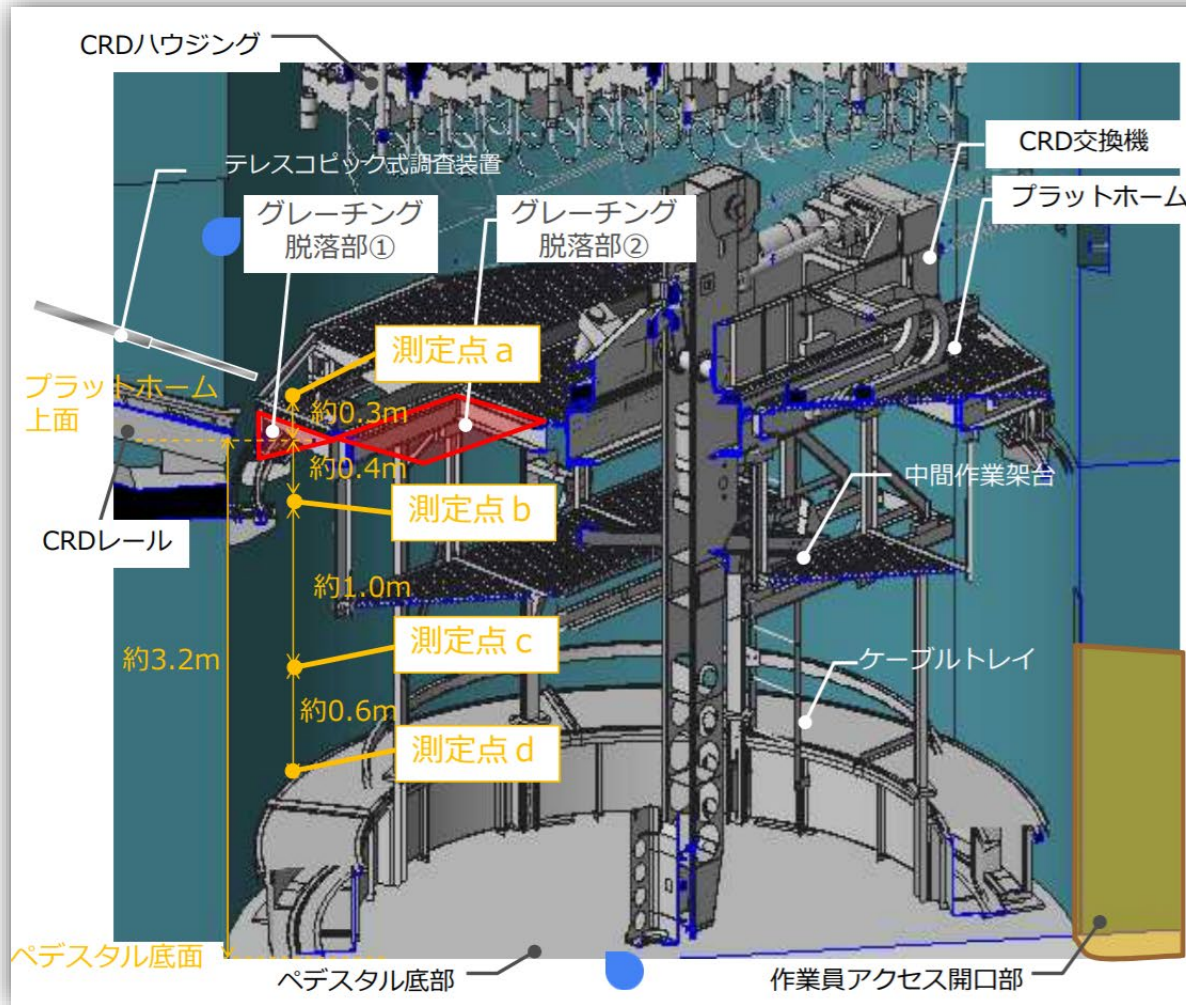 CRDハウジング
CRD交換機
テレスコピック式調査装置
プラットホーム
グレーチング
脱落部①
グレーチング
脱落部②
測定点a
プラットホーム
上面
約0.3m
約0.4m
中間作業架台
測定点b
CRDレール
約1.0m
測定点c
約3.2m
ケーブルトレイ
約0.6m
測定点d
ペデスタル底面
ペデスタル底部
作業員アクセス開口部